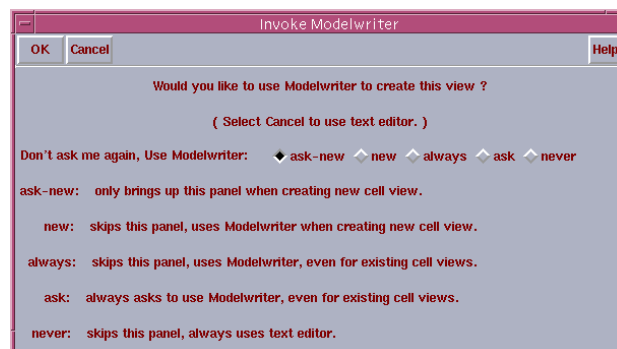 Invoke Modelwriter
OK Cancel Help
Would you like to use Modelwriter to create this view ?
( Select Cancel to use text editor. )
Don't ask me again, Use Modelwriter: ask-new new always ask never
ask-new: only brings up this panel when creating new cell view.
new: skips this panel, uses Modelwriter when creating new cell view.
always: skips this panel, uses Modelwriter, even for existing cell views.
ask: always asks to use Modelwriter, even for existing cell views.
never: skips this panel, always uses text editor.